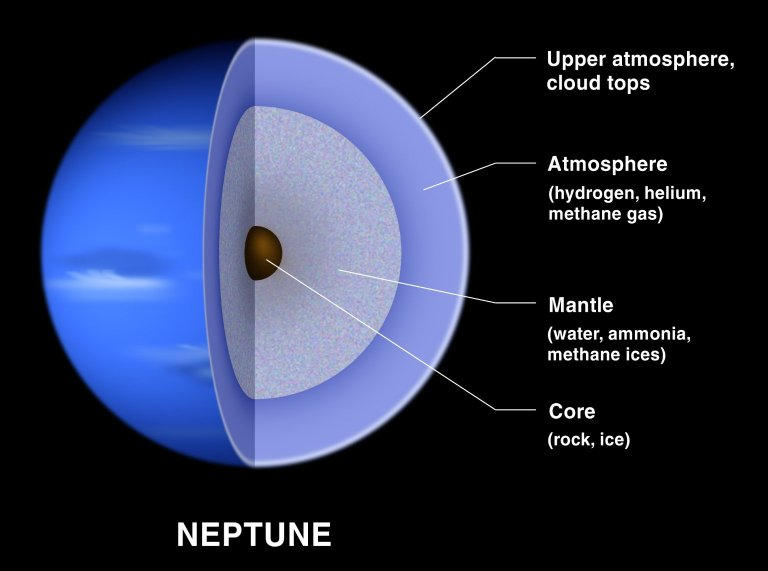 Upper atmosphere,
cloud tops
Atmosphere
(hydrogen, helium,
methane gas)
Mantle
(water, ammonia,
methane ices)
Core
(rock, ice)
NEPTUNE